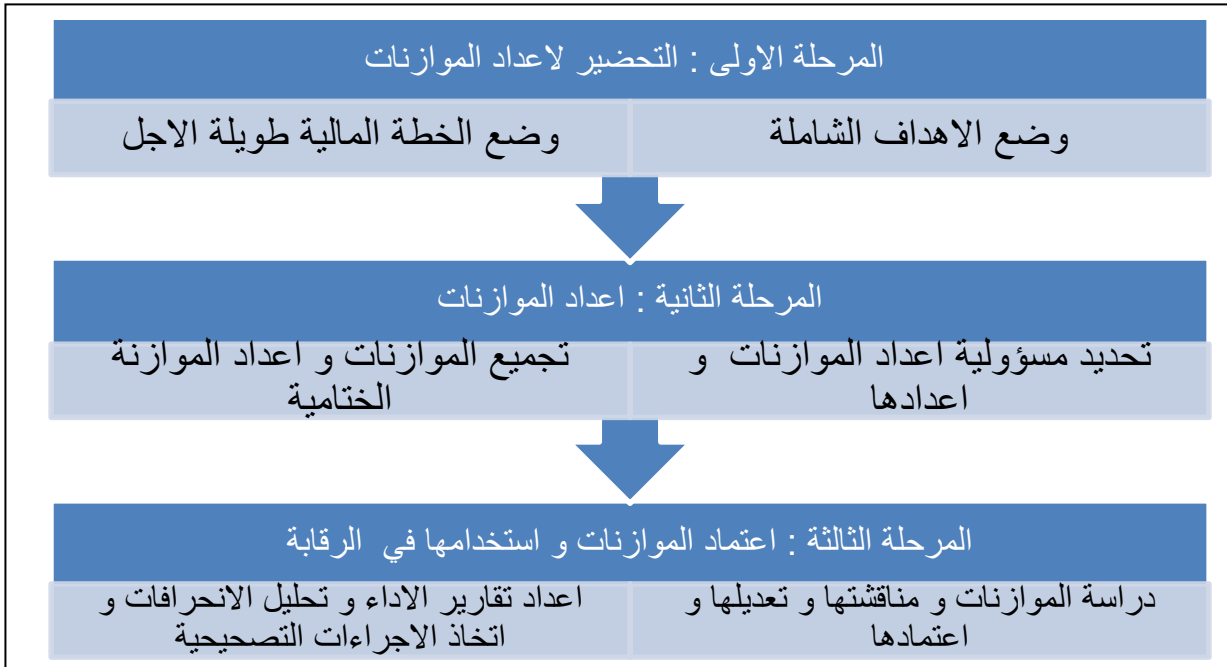 المرحلة الاولى : التحضير لاعداد الموازنات
وضع الاهداف الشاملة
وضع الخطة المالية طويلة الاجل
المرحلة الثانية : اعداد الموازنات
تحديد مسؤولية اعداد الموازنات و
اعدادها
تجميع الموازنات و اعداد الموازنة
الختامية
المرحلة الثالثة : اعتماد الموازنات و استخدامها في الرقابة
دراسة الموازنات و مناقشتها و تعديلها و
اعتمادها
اعداد تقارير الاداء و تحليل الانحرافات و
اتخاذ الاجراءات التصحيحية